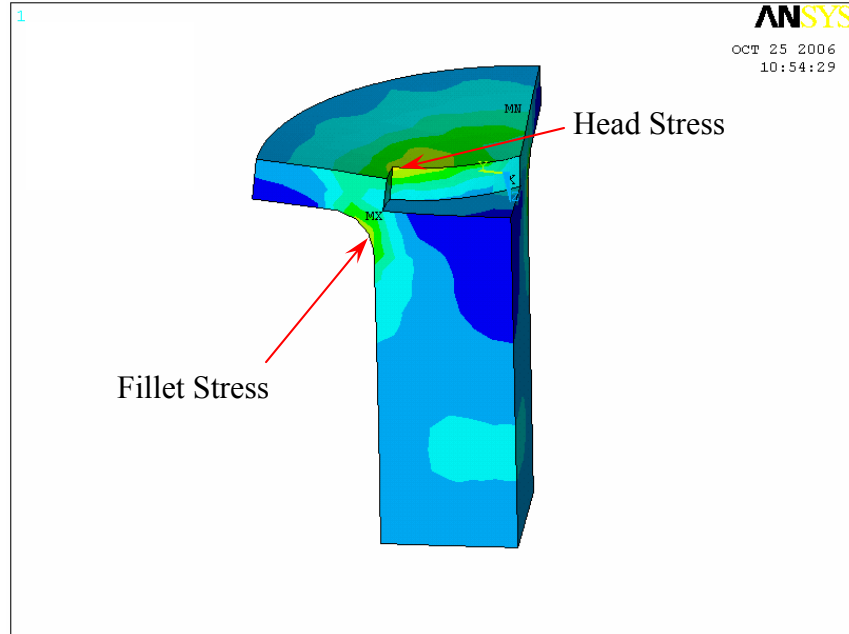 1
ANSYS
OCT 25 2006
10:54:29
MN
Head Stress
Y
X
Z
MX
Fillet Stress